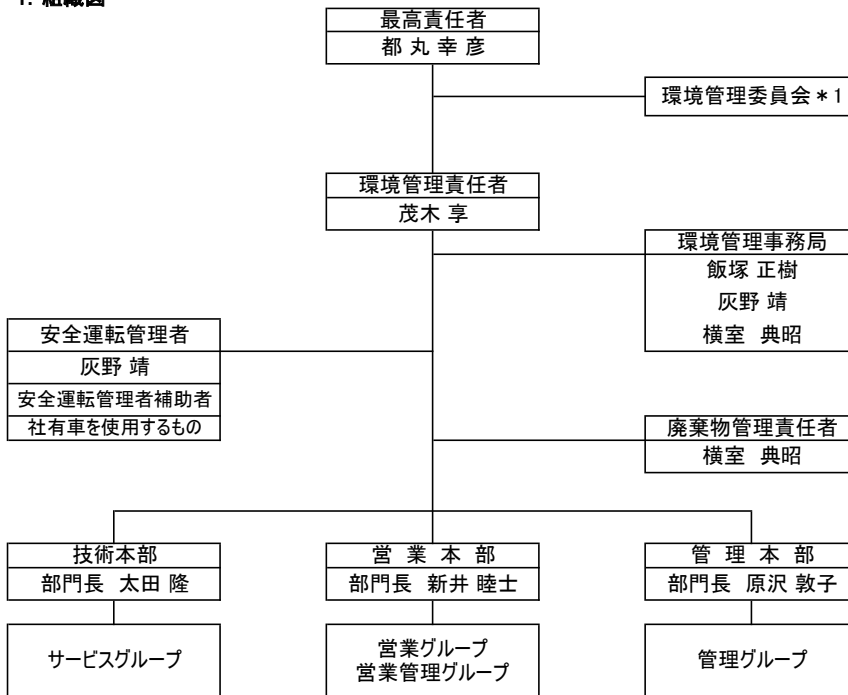 1. 組織図
最高責任者
都 丸 幸 彦
環境管理委員会＊1
環境管理責任者
茂木 享
環境管理事務局
飯塚 正樹
灰野 靖
横室 典昭
安全運転管理者
灰野 靖
安全運転管理者補助者
社有車を使用するもの
廃棄物管理責任者
横室 典昭
技術本部
部門長 太田 隆
サービスグループ
営 業 本 部
部門長 新井 睦士
営業グループ
営業管理グループ
管 理 本 部
部門長 原沢 敦子
管理グループ